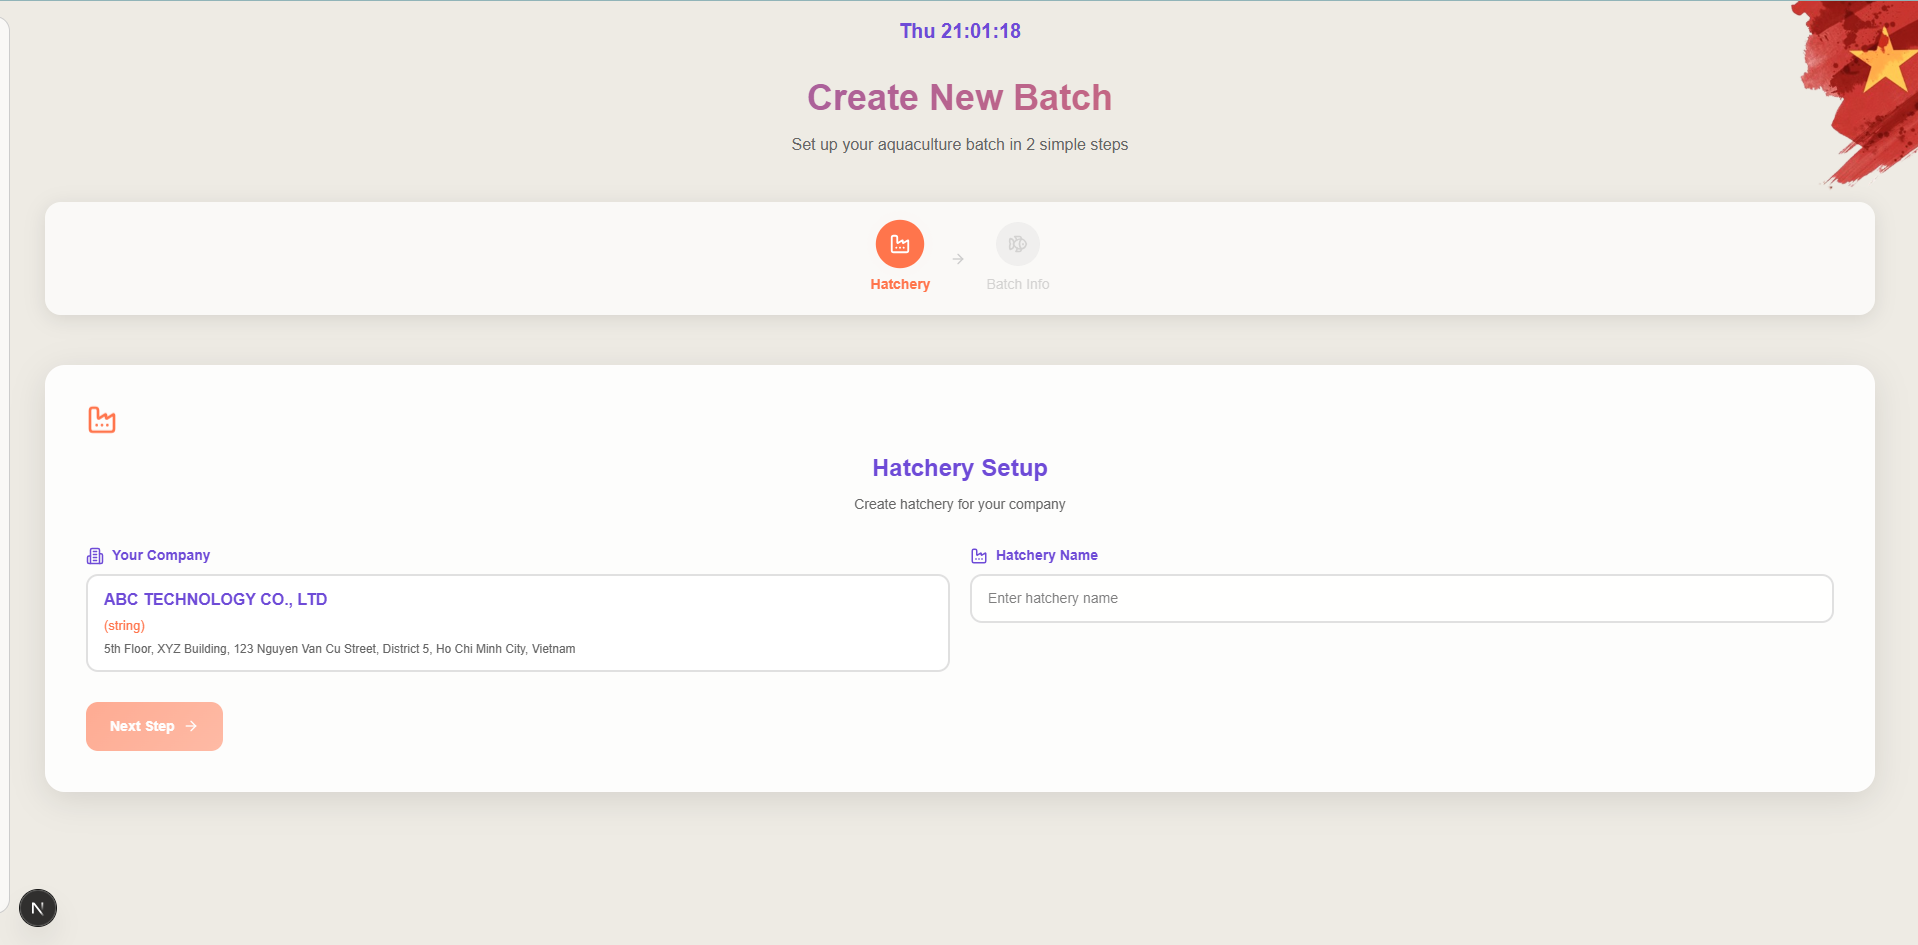 Thu 21:01:18
Create New Batch
Set up your aquaculture batch in 2 simple steps
Hatchery
Batch Info
Hatchery Setup
Create hatchery for your company
Your Company
ABC TECHNOLOGY CO., LTD
(string)
5th Floor, XYZ Building, 123 Nguyen Van Cu Street, District 5, Ho Chi Minh City, Vietnam
Hatchery Name
Enter hatchery name
Next Step
N